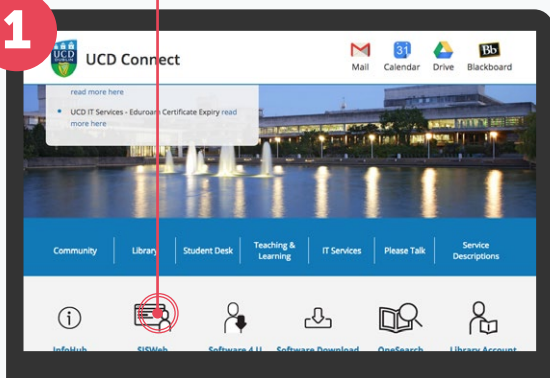 1
UCD
DUBLIN
UCD Connect
31
Bb
Mail
Calendar
Drive
Blackboard
read more here
UCD IT Services - Eduroam Certificate Expiry read
more here
Community
Library
Student Desk
Teaching &
Learning
IT Services
Please Talk
Service
Descriptions
InfoHub
SISWeb
Software 4 U
Software Download
OneSearch
Library Account